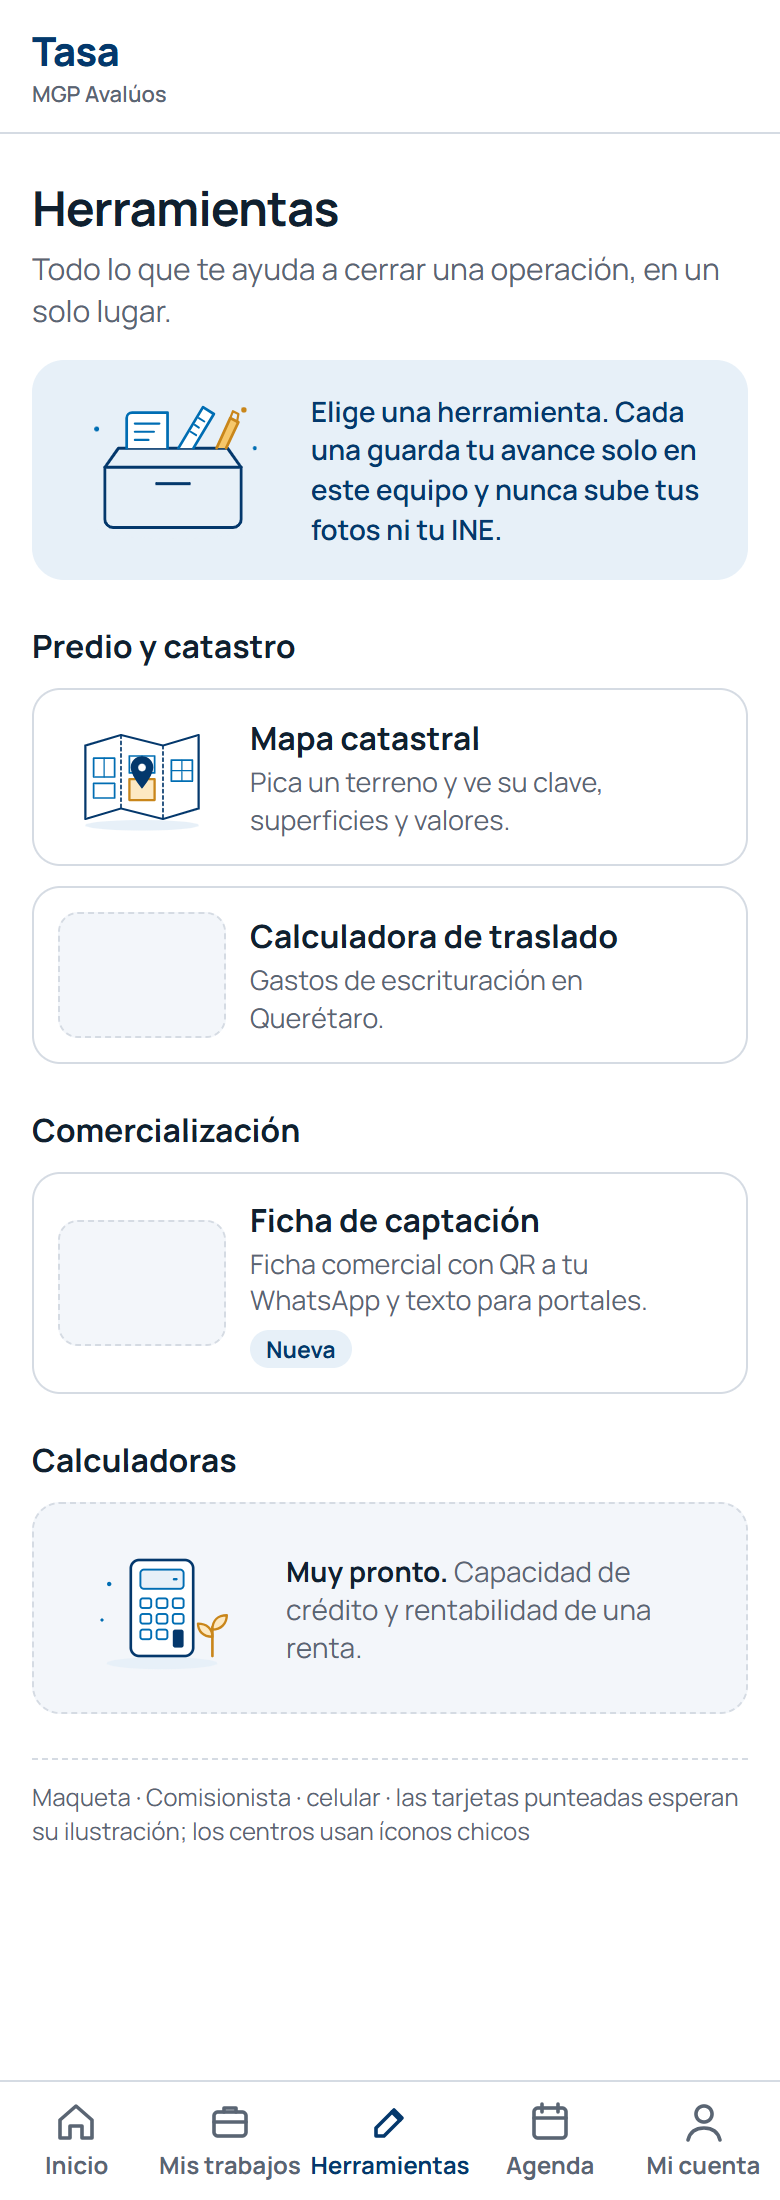 Tasa
MGP Avalúos
Herramientas
Todo lo que te ayuda a cerrar una operación, en un
solo lugar.
Elige una herramienta. Cada
una guarda tu avance solo en
este equipo y nunca sube tus
fotos ni tu INE.
Predio y catastro
Mapa catastral
Pica un terreno y ve su clave,
superficies y valores.
Calculadora de traslado
Gastos de escrituración en
Querétaro.
Comercialización
Ficha de captación
Ficha comercial con QR a tu
WhatsApp y texto para portales.
Nueva
Calculadoras
Muy pronto. Capacidad de
crédito y rentabilidad de una
renta.
Maqueta · Comisionista · celular · las tarjetas punteadas esperan
su ilustración; los centros usan íconos chicos
Inicio
Mis trabajos
Herramientas
Agenda
Mi cuenta